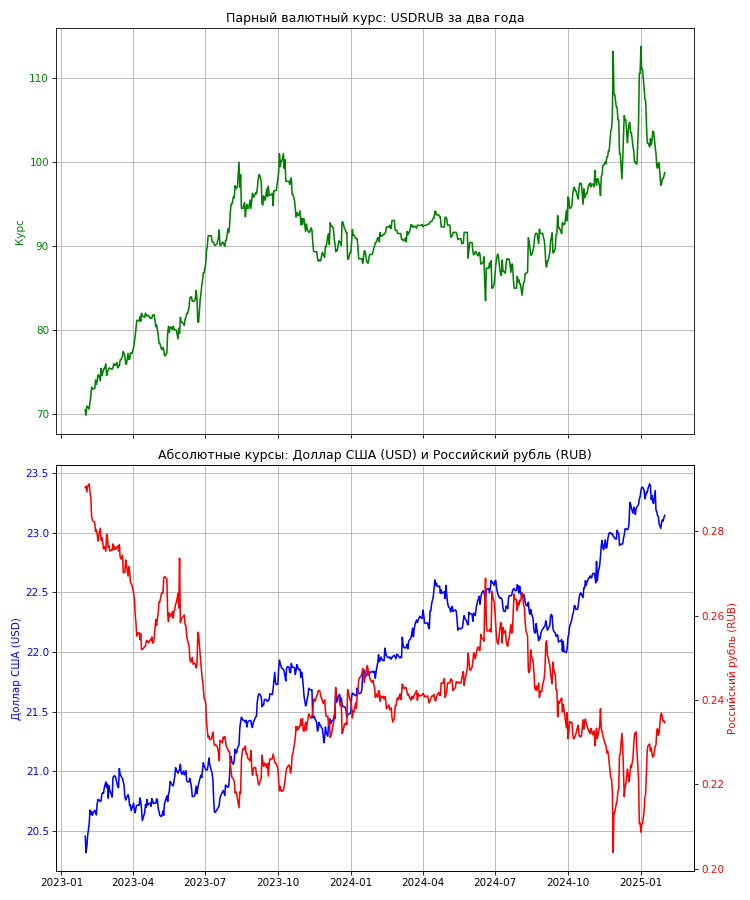 Парный валютный курс: USDRUB за два года
110
100
90
80
70
Курс
Абсолютные курсы: Доллар США (USD) и Российский рубль (RUB)
23.5
23.0
22.5
22.0
21.5
21.0
20.5
Доллар США (USD)
0.28
0.26
0.24
0.22
0.20
Российский рубль (RUB)
2023-01 2023-04 2023-07 2023-10 2024-01 2024-04 2024-07 2024-10 2025-01